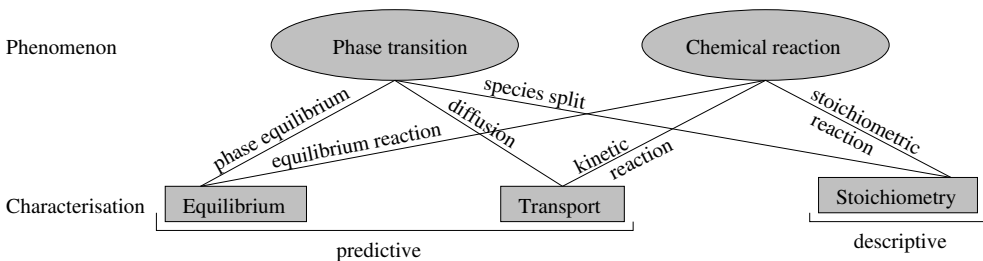 Phenomenon
Phase transition
Chemical reaction
phase equilibrium
equilibrium reaction
diffusion
species split
kinetic
reaction
stoichiometric
reaction
Characterisation
Equilibrium
Transport
Stoichiometry
predictive
descriptive